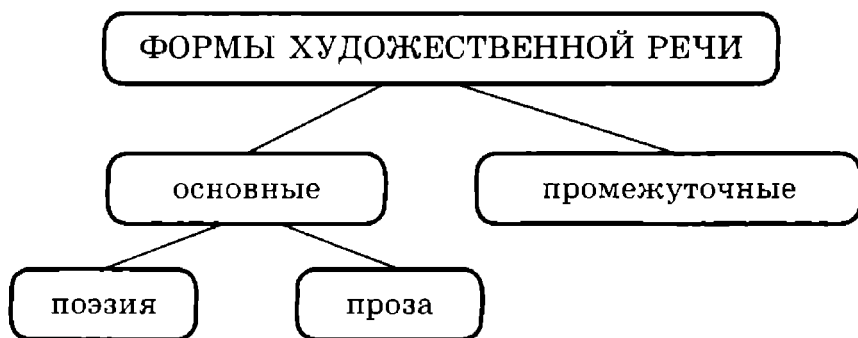 ФОРМЫ ХУДОЖЕСТВЕННОЙ РЕЧИ
основные
промежуточные
поэзия
проза